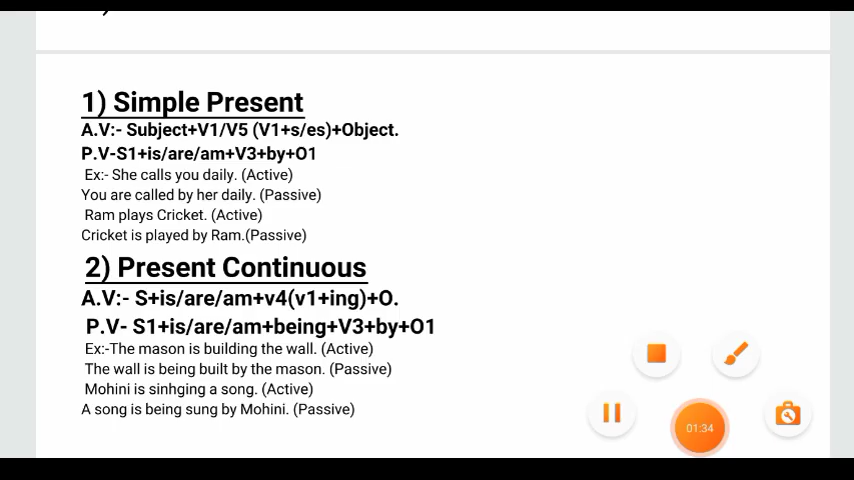 1) Simple Present
A.V:- Subject+V1/V5 (V1+s/es)+Object.
P.V-S1+is/are/am+V3+by+O1
Ex:- She calls you daily. (Active)
You are called by her daily. (Passive)
Ram plays Cricket. (Active)
Cricket is played by Ram.(Passive)
2) Present Continuous
A.V:- S+is/are/am+v4(v1+ing)+O.
P.V- S1+is/are/am+being+V3+by+O1
Ex:-The mason is building the wall. (Active)
The wall is being built by the mason. (Passive)
Mohini is sinhging a song. (Active)
A song is being sung by Mohini. (Passive)
01:34